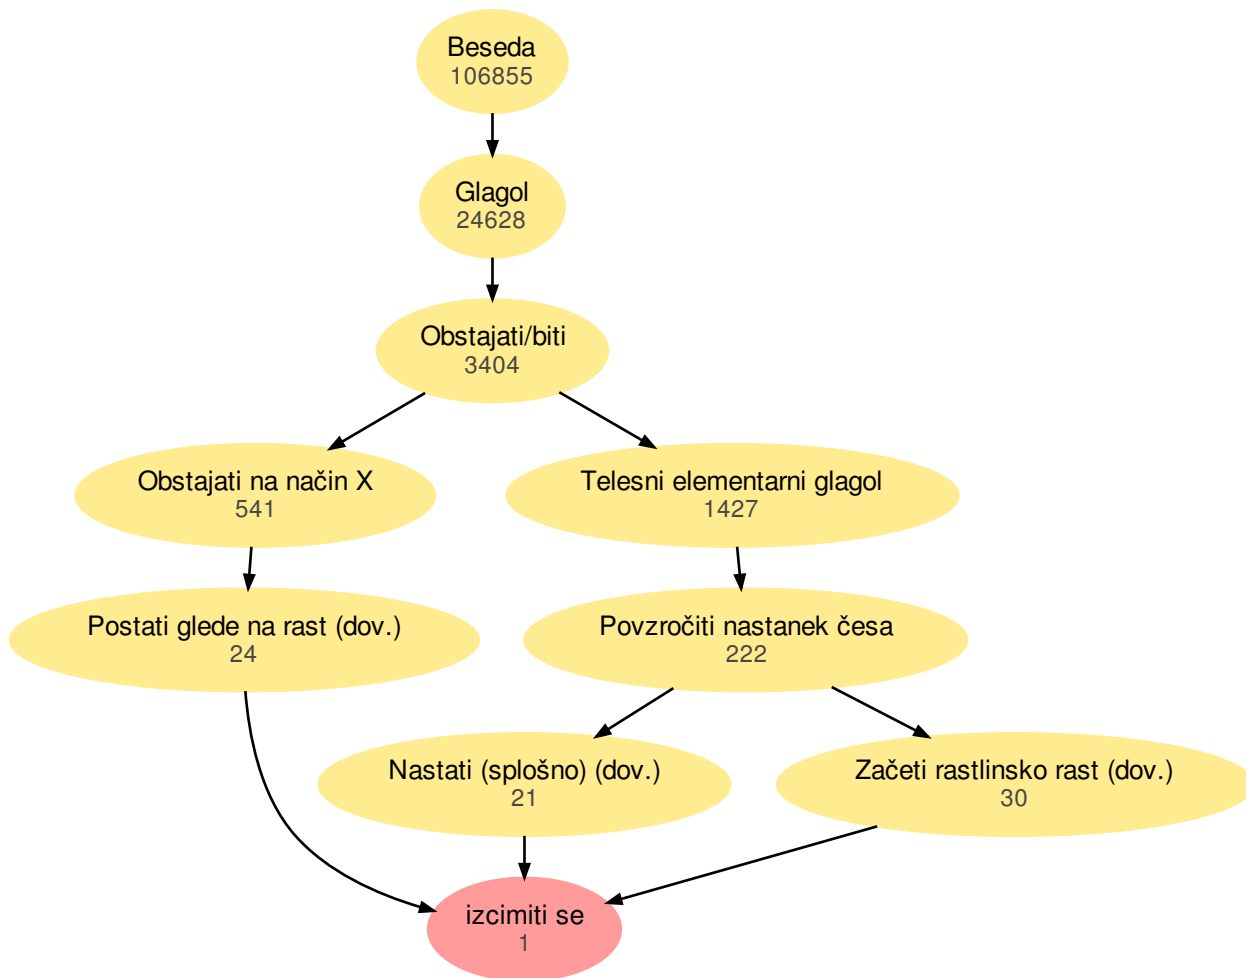 Beseda
106855
Glagol
24628
Obstajati/biti
3404
Obstajati na način X
541
Telesni elementarni glagol
1427
Postati glede na rast (dov.)
24
Povzročiti nastanek česa
222
Nastati (splošno) (dov.)
21
Začeti rastlinsko rast (dov.)
30
izcimiti se
1